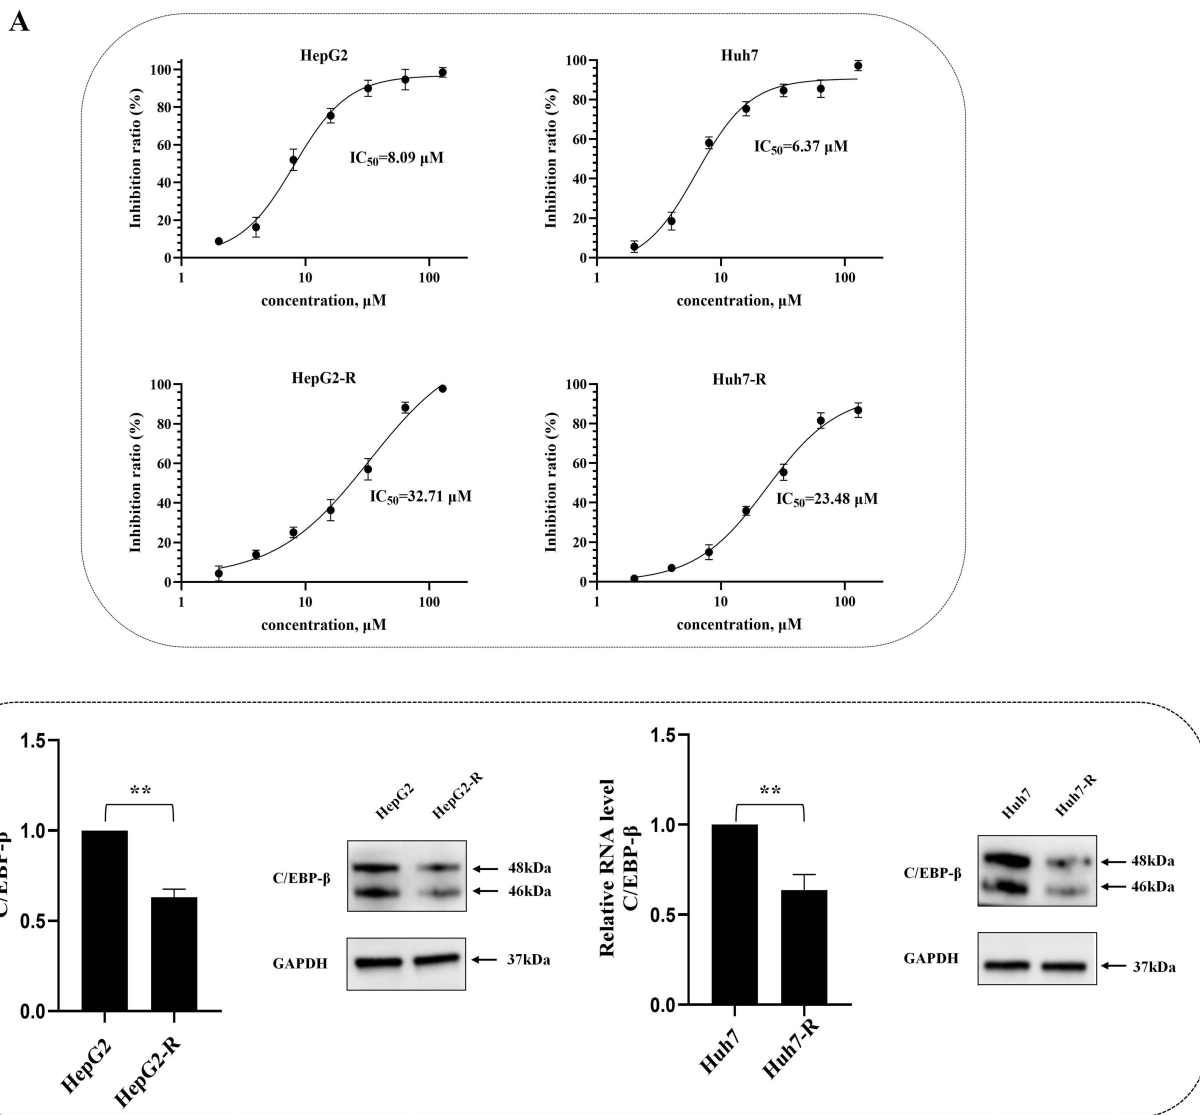 A
HepG2
Inhibition ratio (%)
100
80
60
40
20
0
IC50=8.09 μM
1
10
100
concentration, μM
Huh7
Inhibition ratio (%)
100
80
60
40
20
0
IC50=6.37 μM
1
10
100
concentration, μM
HepG2-R
Inhibition ratio (%)
100
80
60
40
20
0
IC50=32.71 μM
1
10
100
concentration, μM
Huh7-R
Inhibition ratio (%)
100
80
60
40
20
0
IC50=23.48 μM
1
10
100
concentration, μM
C/EBP-β
1.5
1.0
0.5
0.0
**
HepG2
HepG2-R
HepG2
HepG2-R
C/EBP-β
48kDa
46kDa
GAPDH
37kDa
Relative RNA level
C/EBP-β
1.5
1.0
0.5
0.0
**
Huh7
Huh7-R
Huh7
Huh7-R
C/EBP-β
48kDa
46kDa
GAPDH
37kDa